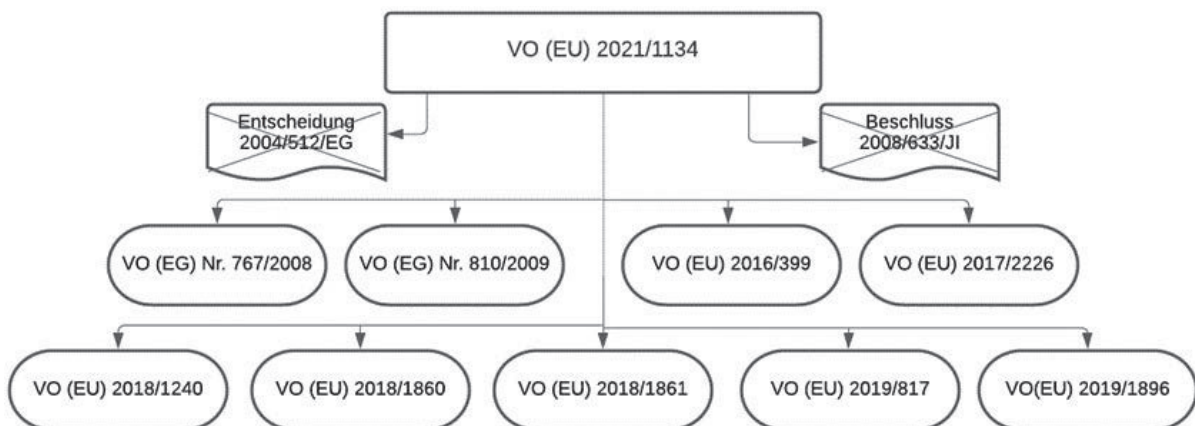 VO (EU) 2021/1134
Entscheidung
2004/512/EG
Beschluss
2008/633/JI
VO (EG) Nr. 767/2008
VO (EG) Nr. 810/2009
VO (EU) 2016/399
VO (EU) 2017/2226
VO (EU) 2018/1240
VO (EU) 2018/1860
VO (EU) 2018/1861
VO (EU) 2019/817
VO(EU) 2019/1896